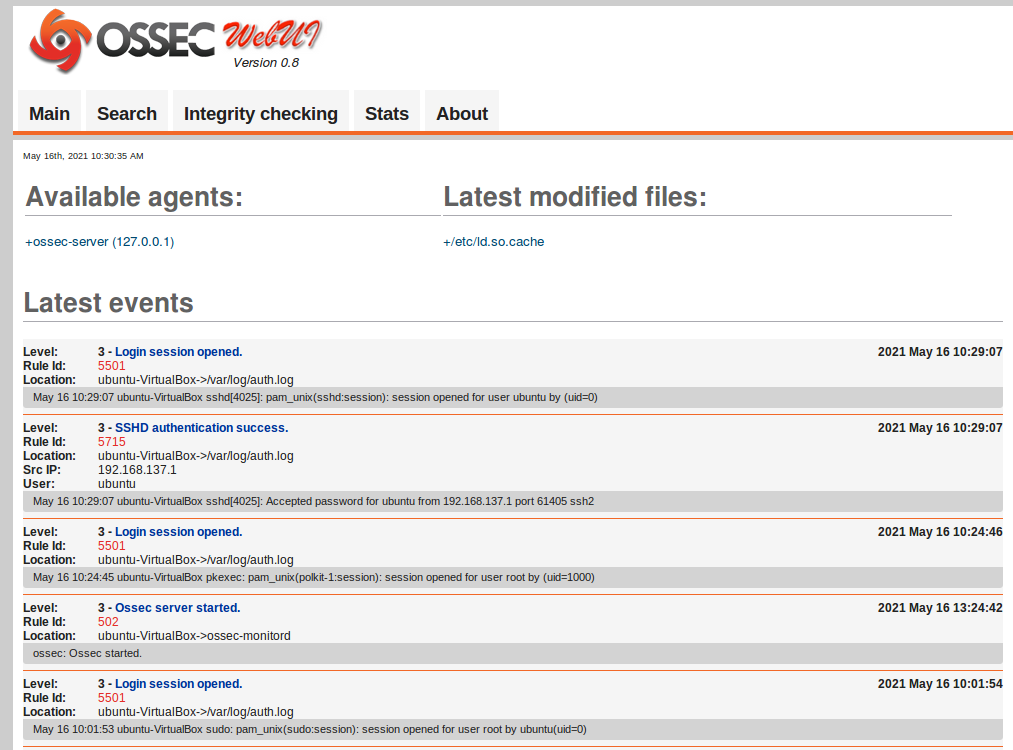 OSSEC WebUI
Version 0.8
Main Search Integrity checking Stats About
May 16th, 2021 10:30:35 AM
Available agents: Latest modified files:
+ossec-server (127.0.0.1) +/etc/ld.so.cache
Latest events
Level: 3 - Login session opened. 2021 May 16 10:29:07
Rule Id: 5501
Location: ubuntu-VirtualBox->/var/log/auth.log
May 16 10:29:07 ubuntu-VirtualBox sshd[4025]: pam_unix(sshd:session): session opened for user ubuntu by (uid=0)
Level: 3 - SSHD authentication success. 2021 May 16 10:29:07
Rule Id: 5715
Location: ubuntu-VirtualBox->/var/log/auth.log
Src IP: 192.168.137.1
User: ubuntu
May 16 10:29:07 ubuntu-VirtualBox sshd[4025]: Accepted password for ubuntu from 192.168.137.1 port 61405 ssh2
Level: 3 - Login session opened. 2021 May 16 10:24:46
Rule Id: 5501
Location: ubuntu-VirtualBox->/var/log/auth.log
May 16 10:24:45 ubuntu-VirtualBox pkexec: pam_unix(polkit-1:session): session opened for user root by (uid=1000)
Level: 3 - Ossec server started. 2021 May 16 13:24:42
Rule Id: 502
Location: ubuntu-VirtualBox->ossec-monitord
ossec: Ossec started.
Level: 3 - Login session opened. 2021 May 16 10:01:54
Rule Id: 5501
Location: ubuntu-VirtualBox->/var/log/auth.log
May 16 10:01:53 ubuntu-VirtualBox sudo: pam_unix(sudo:session): session opened for user root by ubuntu(uid=0)